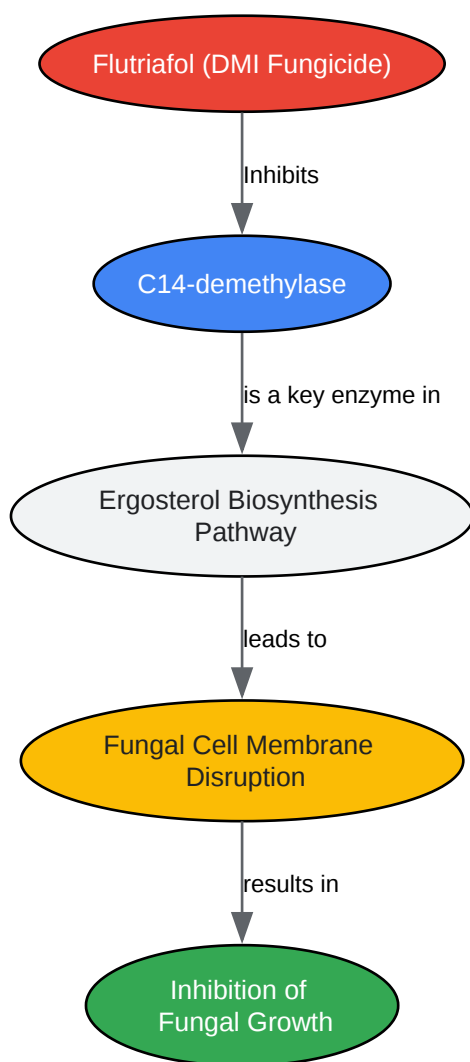 Flutriafol (DMI Fungicide)
Inhibits
C14-demethylase
is a key enzyme in
Ergosterol Biosynthesis
Pathway
leads to
Fungal Cell Membrane
Disruption
results in
Inhibition of
Fungal Growth